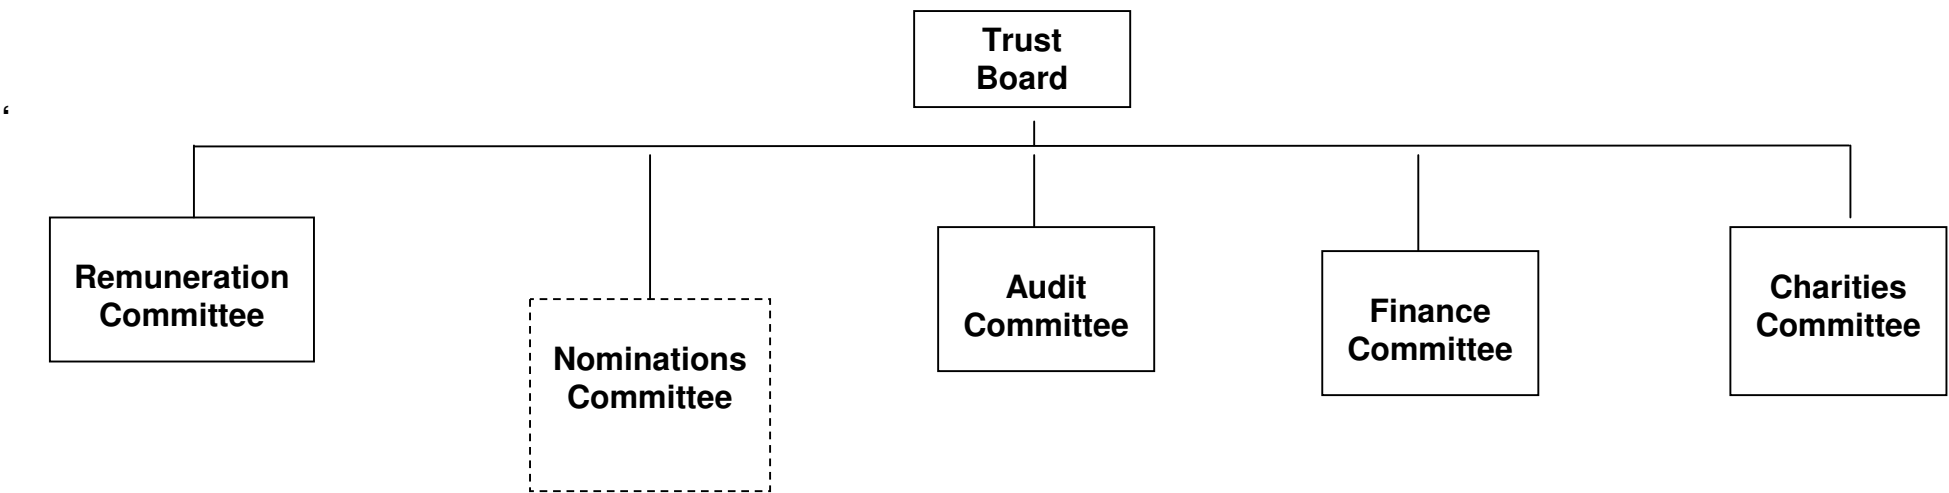 Trust
Board
‘
Remuneration
Committee
Nominations
Committee
Audit
Committee
Finance
Committee
Charities
Committee